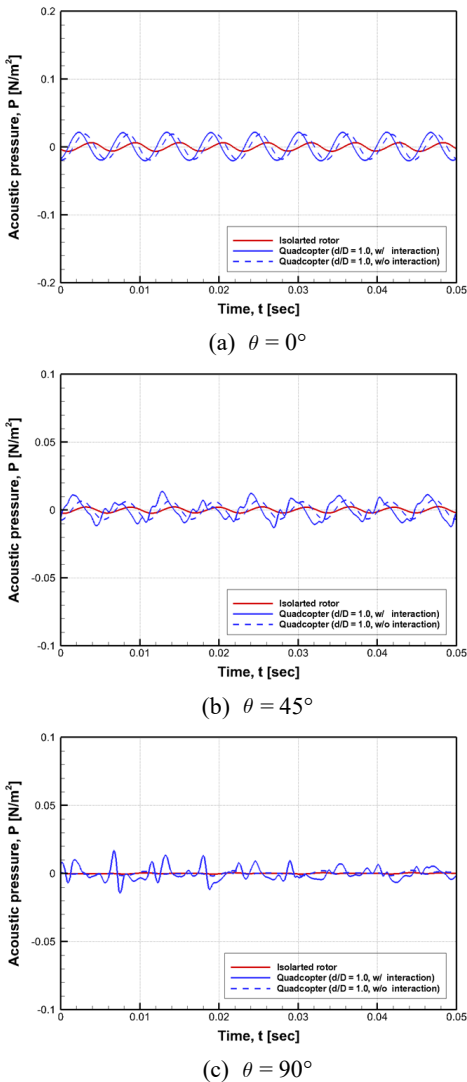 Acoustic pressure, P [N/m²]
0.2
0.1
0
-0.1
-0.2
Isolarted rotor
Quadcopter (d/D = 1.0, w/ interaction)
Quadcopter (d/D = 1.0, w/o interaction)
0 0.01 0.02 0.03 0.04 0.05
Time, t [sec]
(a) θ = 0°
Acoustic pressure, P [N/m²]
0.1
0.05
0
-0.05
-0.1
Isolarted rotor
Quadcopter (d/D = 1.0, w/ interaction)
Quadcopter (d/D = 1.0, w/o interaction)
0 0.01 0.02 0.03 0.04 0.05
Time, t [sec]
(b) θ = 45°
Acoustic pressure, P [N/m²]
0.1
0.05
0
-0.05
-0.1
Isolarted rotor
Quadcopter (d/D = 1.0, w/ interaction)
Quadcopter (d/D = 1.0, w/o interaction)
0 0.01 0.02 0.03 0.04 0.05
Time, t [sec]
(c) θ = 90°